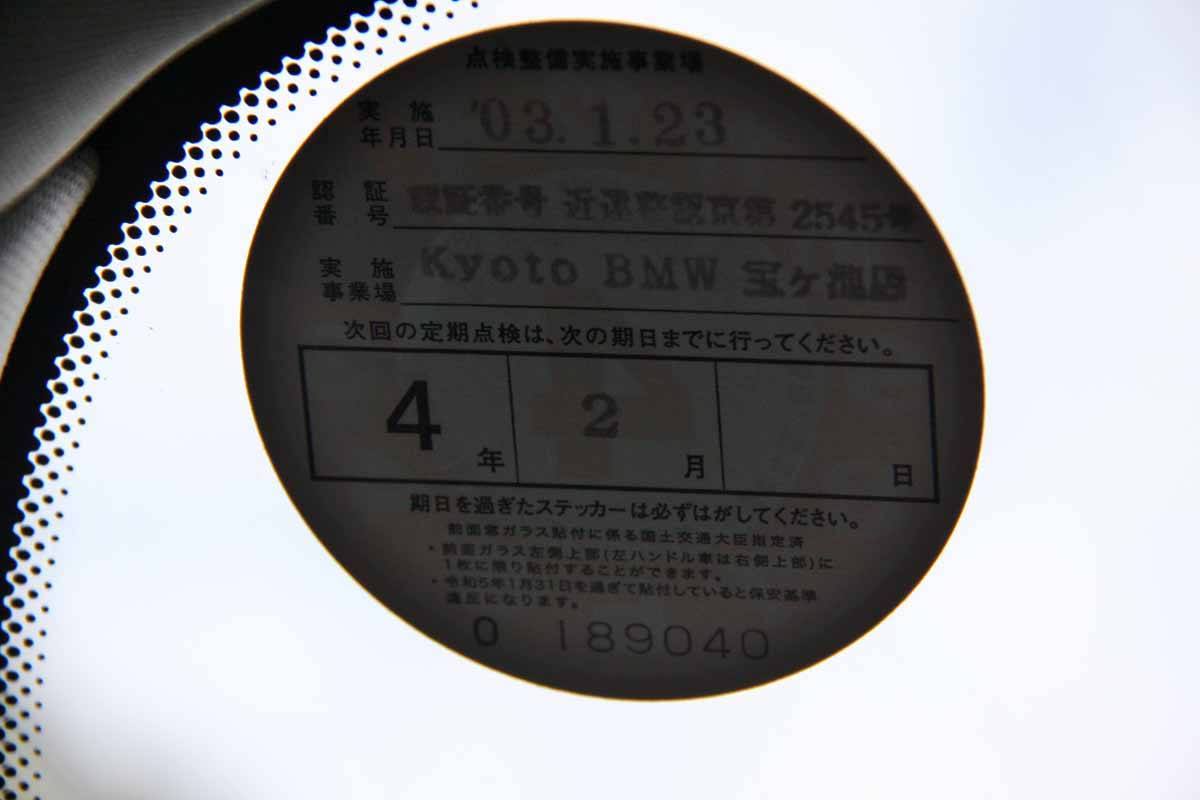 点検整備実施事業場
実施年月日 '03.1.23
認証番号 認証番号 近運整認京第 2545号
実施事業場 Kyoto BMW 宝ヶ池店
次回の定期点検は、次の期日までに行ってください。
4年 2月 日
期日を過ぎたステッカーは必ずはがしてください。
前面窓ガラス貼付に係る国土交通大臣指定済
・前面ガラス左側上部(左ハンドル車は右側上部)に
1枚に限り貼付することができます。
・令和5年1月31日を過ぎて貼付していると保安基準
違反になります。
0 189040